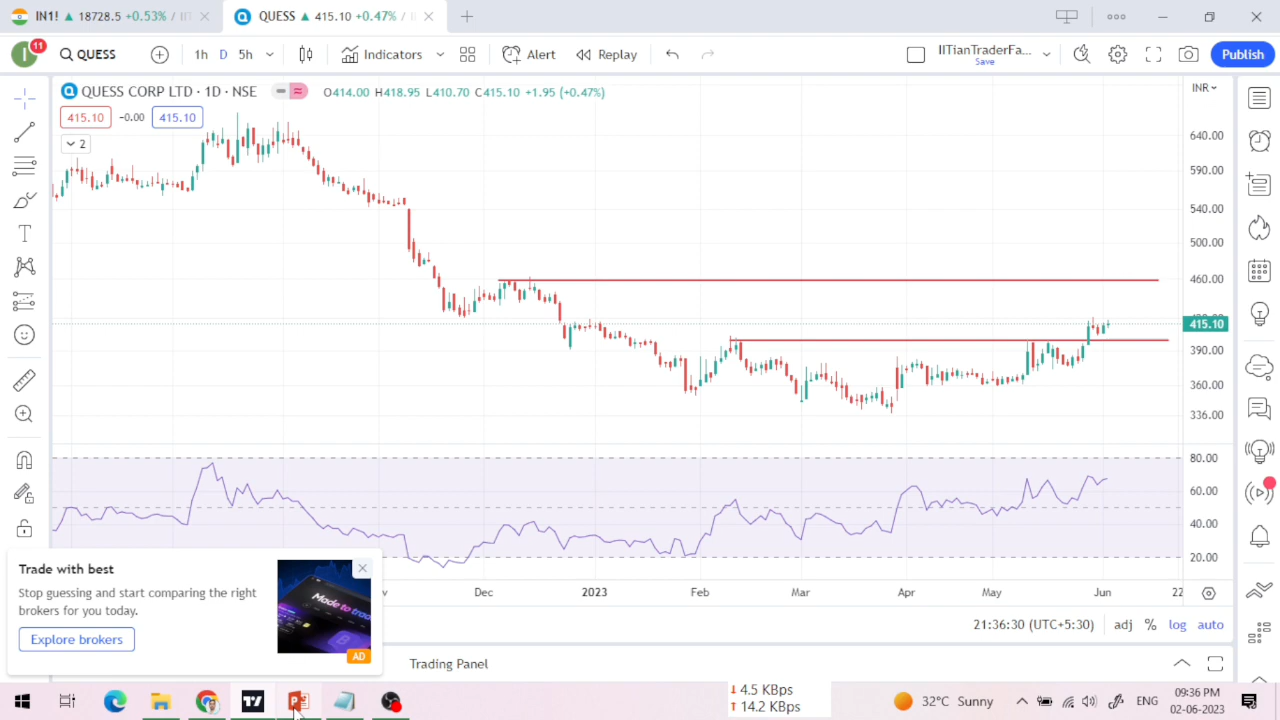 IN1! ▲ 18728.5 +0.53% /
QUESS ▲ 415.10 +0.47% /
11
QUESS
1h D 5h
Indicators
Alert
Replay
IITianTraderFa...
Save
Publish
QUESS CORP LTD · 1D · NSE
O414.00 H418.95 L410.70 C415.10 +1.95 (+0.47%)
INR
415.10 -0.00 415.10
2
640.00
590.00
540.00
500.00
460.00
415.10
390.00
360.00
336.00
80.00
60.00
40.00
20.00
Dec 2023 Feb Mar Apr May Jun 22
Trade with best
Stop guessing and start comparing the right
brokers for you today.
Explore brokers
Made to trade
AD
21:36:30 (UTC+5:30) adj % log auto
Trading Panel
4.5 KBps
14.2 KBps
32°C Sunny
ENG
09:36 PM
02-06-2023